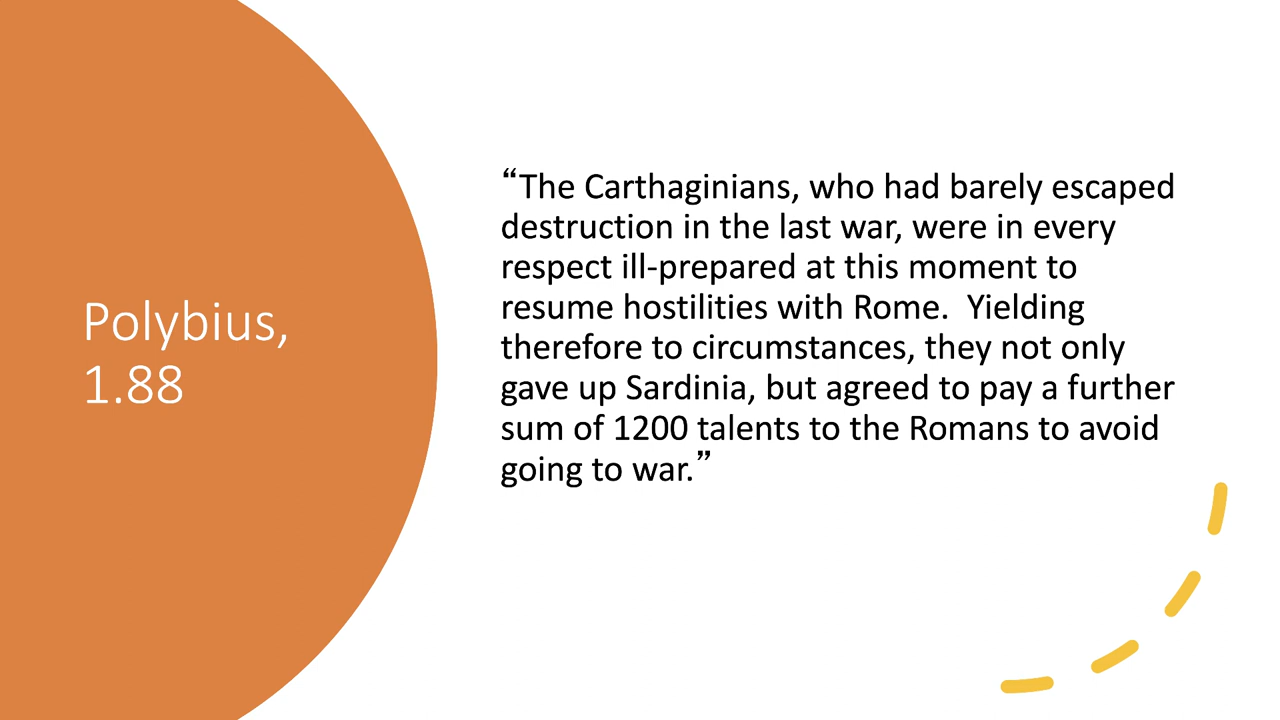 Polybius,
1.88
“The Carthaginians, who had barely escaped
destruction in the last war, were in every
respect ill-prepared at this moment to
resume hostilities with Rome.  Yielding
therefore to circumstances, they not only
gave up Sardinia, but agreed to pay a further
sum of 1200 talents to the Romans to avoid
going to war.”